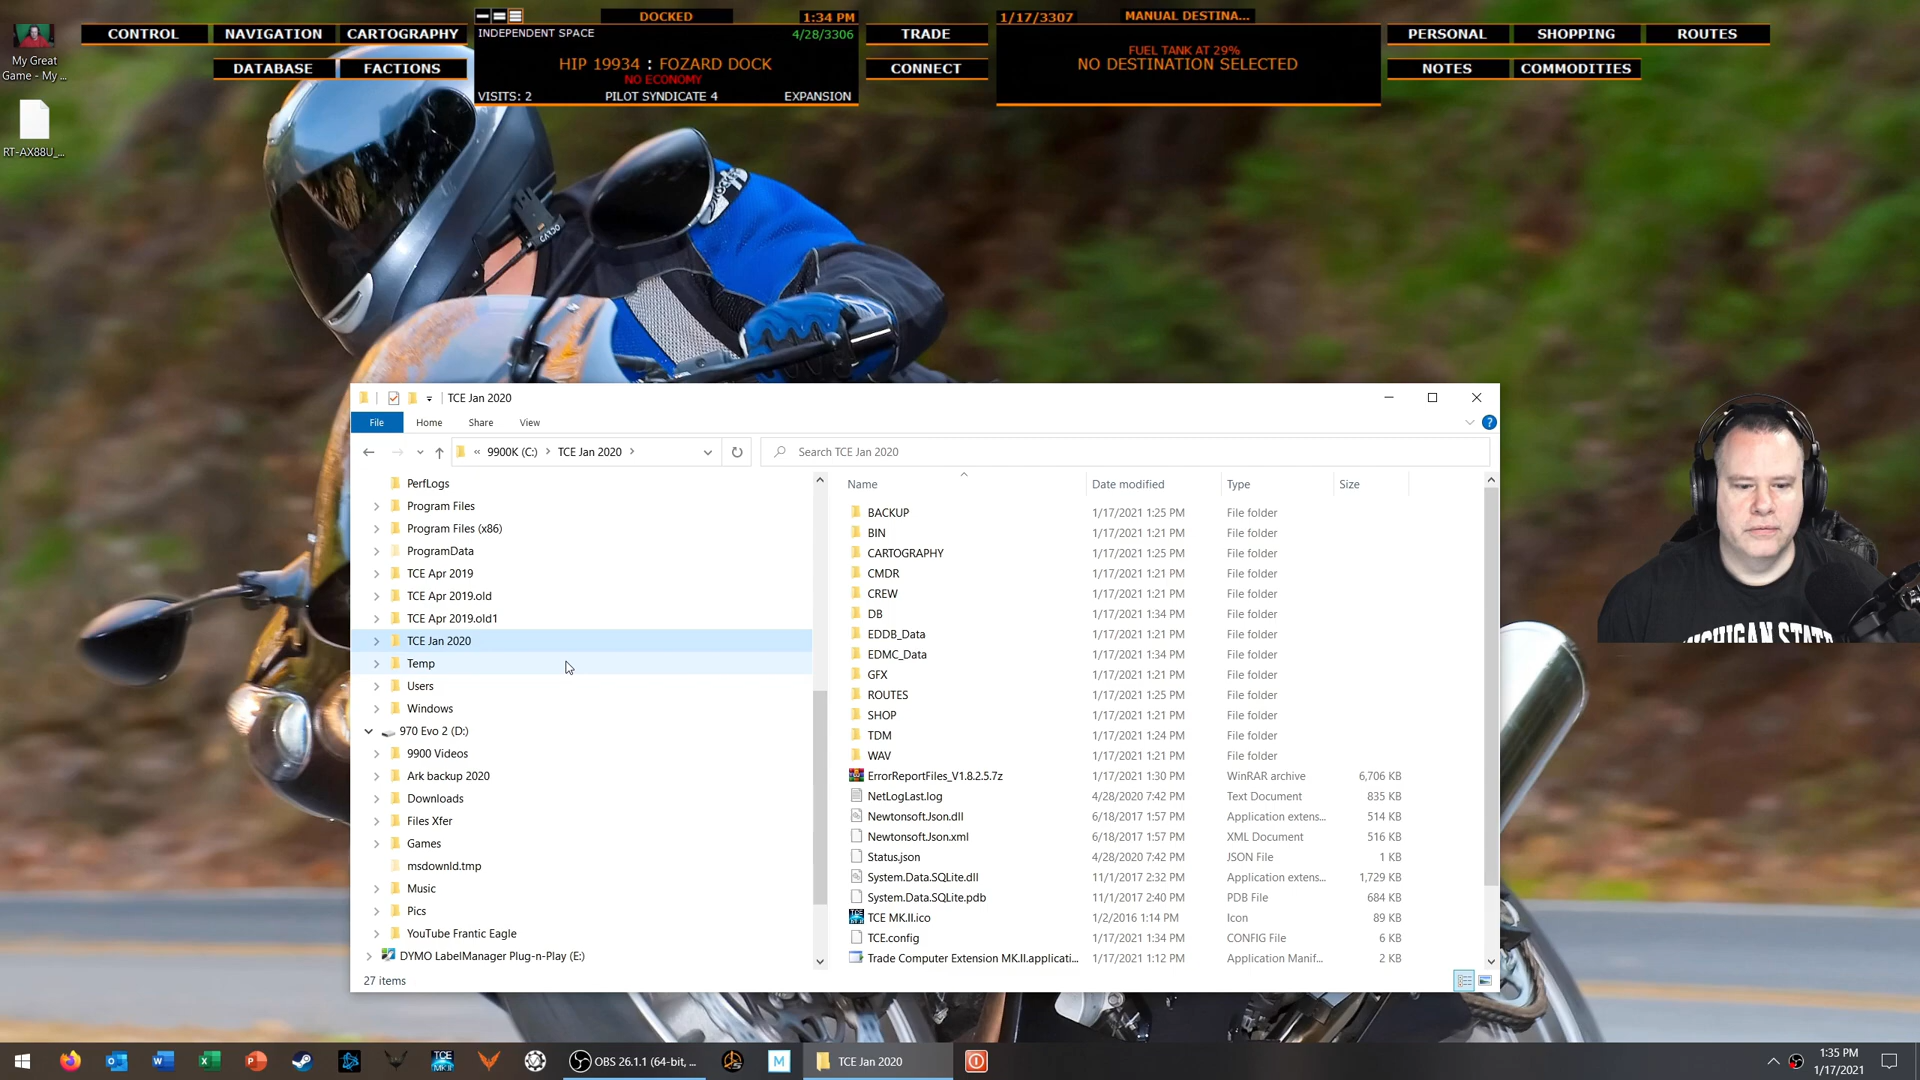 My Great
Game - My ...
RT-AX88U_...
CONTROL
NAVIGATION
CARTOGRAPHY
DATABASE
FACTIONS
DOCKED
1:34 PM
INDEPENDENT SPACE
4/28/3306
HIP 19934 : FOZARD DOCK
NO ECONOMY
VISITS: 2
PILOT SYNDICATE 4
EXPANSION
TRADE
CONNECT
1/17/3307
MANUAL DESTINA...
FUEL TANK AT 29%
NO DESTINATION SELECTED
PERSONAL
SHOPPING
ROUTES
NOTES
COMMODITIES
CARDO
TCE Jan 2020
File
Home
Share
View
9900K (C:)
TCE Jan 2020
Search TCE Jan 2020
PerfLogs
Program Files
Program Files (x86)
ProgramData
TCE Apr 2019
TCE Apr 2019.old
TCE Apr 2019.old1
TCE Jan 2020
Temp
Users
Windows
970 Evo 2 (D:)
9900 Videos
Ark backup 2020
Downloads
Files Xfer
Games
msdownld.tmp
Music
Pics
YouTube Frantic Eagle
DYMO LabelManager Plug-n-Play (E:)
Name Date modified Type Size
BACKUP 1/17/2021 1:25 PM File folder
BIN 1/17/2021 1:21 PM File folder
CARTOGRAPHY 1/17/2021 1:25 PM File folder
CMDR 1/17/2021 1:21 PM File folder
CREW 1/17/2021 1:21 PM File folder
DB 1/17/2021 1:34 PM File folder
EDDB_Data 1/17/2021 1:21 PM File folder
EDMC_Data 1/17/2021 1:34 PM File folder
GFX 1/17/2021 1:21 PM File folder
ROUTES 1/17/2021 1:25 PM File folder
SHOP 1/17/2021 1:21 PM File folder
TDM 1/17/2021 1:24 PM File folder
WAV 1/17/2021 1:21 PM File folder
ErrorReportFiles_V1.8.2.5.7z 1/17/2021 1:30 PM WinRAR archive 6,706 KB
NetLogLast.log 4/28/2020 7:42 PM Text Document 835 KB
Newtonsoft.Json.dll 6/18/2017 1:57 PM Application extens... 514 KB
Newtonsoft.Json.xml 6/18/2017 1:57 PM XML Document 516 KB
Status.json 4/28/2020 7:42 PM JSON File 1 KB
System.Data.SQLite.dll 11/1/2017 2:32 PM Application extens... 1,729 KB
System.Data.SQLite.pdb 11/1/2017 2:40 PM PDB File 684 KB
TCE MK.II.ico 1/2/2016 1:14 PM Icon 89 KB
TCE.config 1/17/2021 1:34 PM CONFIG File 6 KB
Trade Computer Extension MK.II.applicati... 1/17/2021 1:12 PM Application Manif... 2 KB
27 items
MICHIGAN STATE
OBS 26.1.1 (64-bit, ...
M
TCE Jan 2020
1:35 PM
1/17/2021